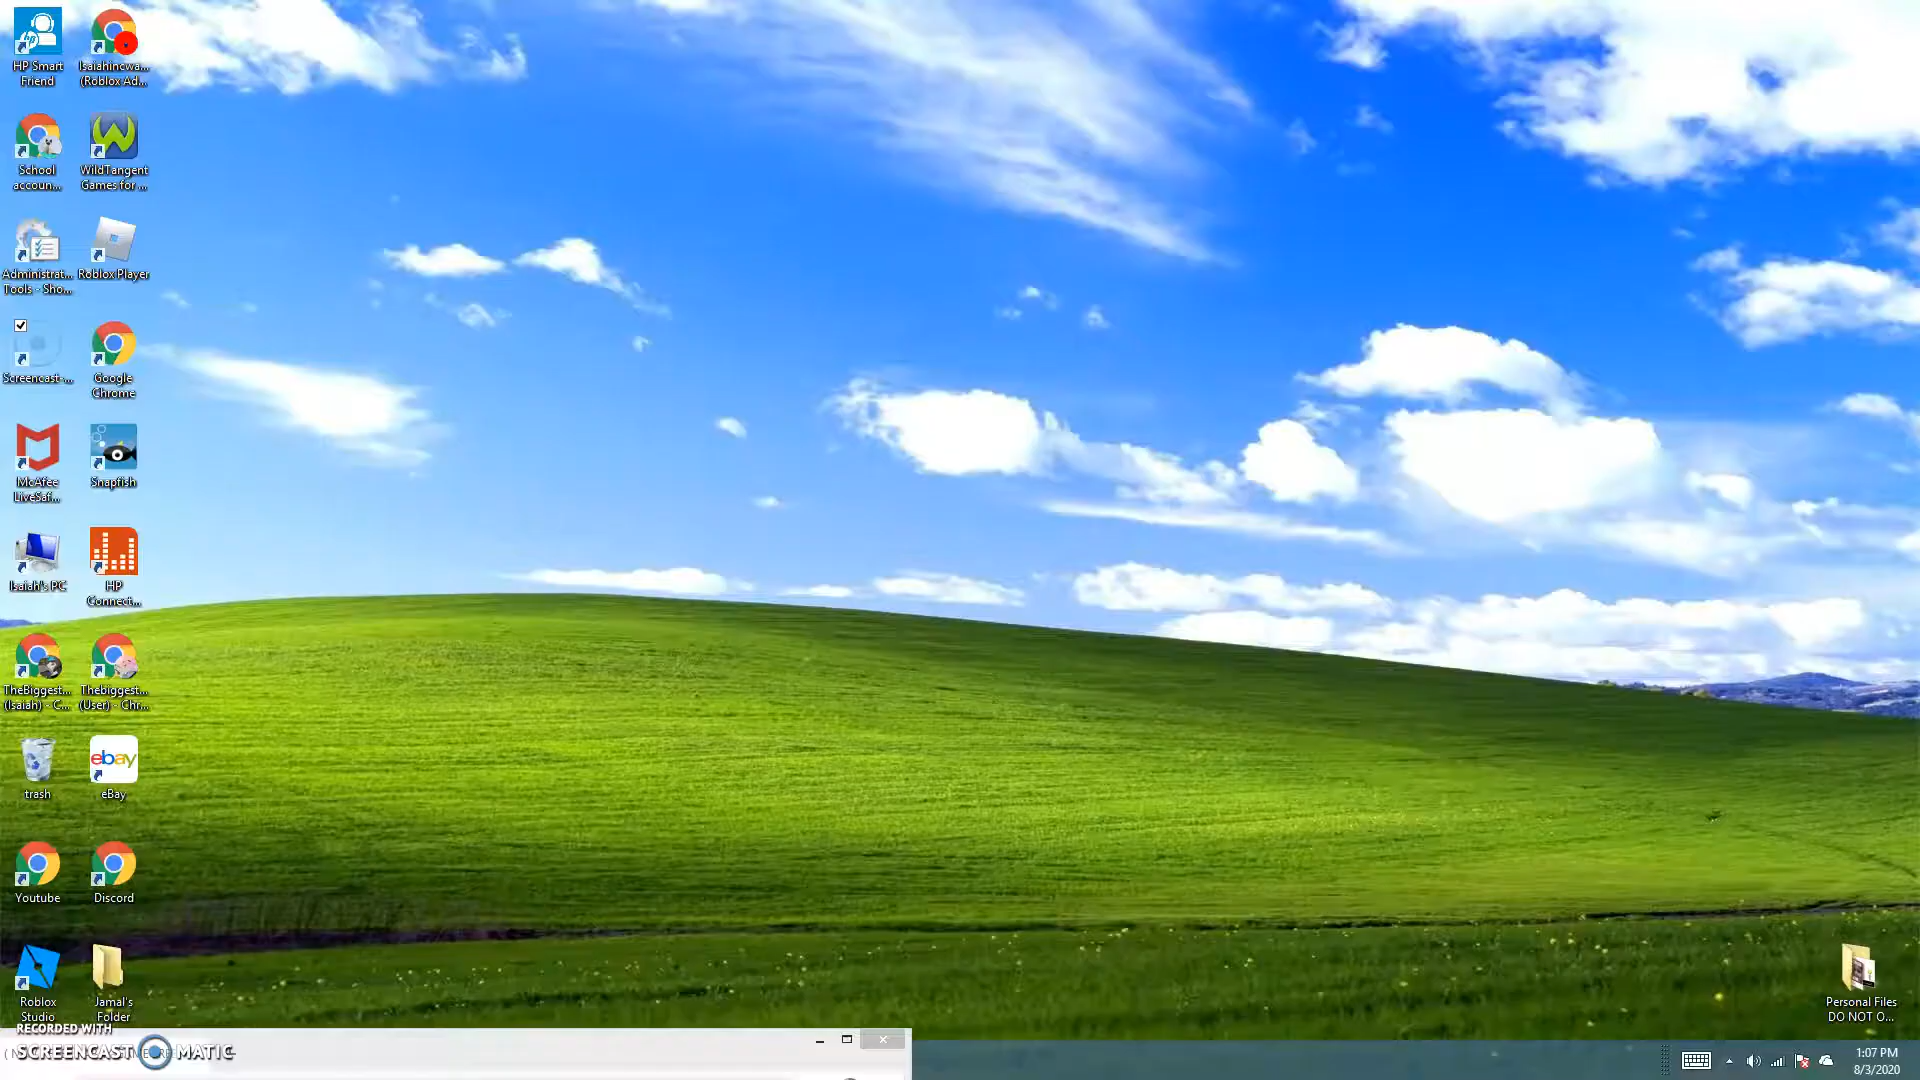 HP Smart
Friend
Isaiahincwa...
(Roblox Ad...
School
accoun...
WildTangent
Games for ...
Administrat...
Tools - Sho...
Roblox Player
Screencast-...
Google
Chrome
McAfee
LiveSaf...
Snapfish
Isaiah's PC
HP
Connect...
TheBiggest...
(Isaiah) - C...
Thebiggest...
(User) - Chr...
trash
ebay
eBay
Youtube
Discord
Roblox
Studio
Jamal's
Folder
Personal Files
DO NOT O...
RECORDED WITH
SCREENCAST MATIC
1:07 PM
8/3/2020